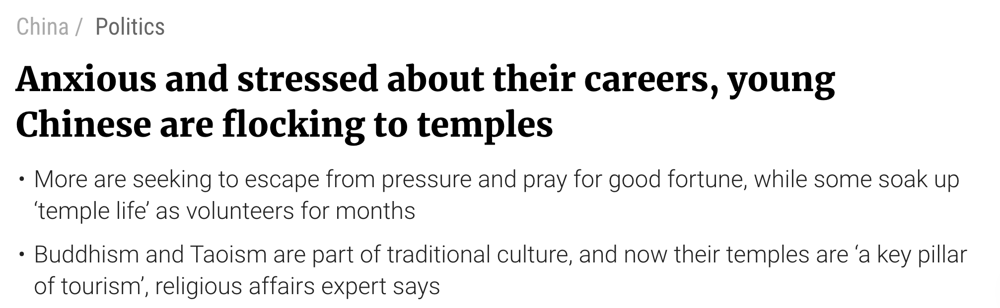 China / Politics
Anxious and stressed about their careers, young
Chinese are flocking to temples
• More are seeking to escape from pressure and pray for good fortune, while some soak up
‘temple life’ as volunteers for months
• Buddhism and Taoism are part of traditional culture, and now their temples are ‘a key pillar
of tourism’, religious affairs expert says